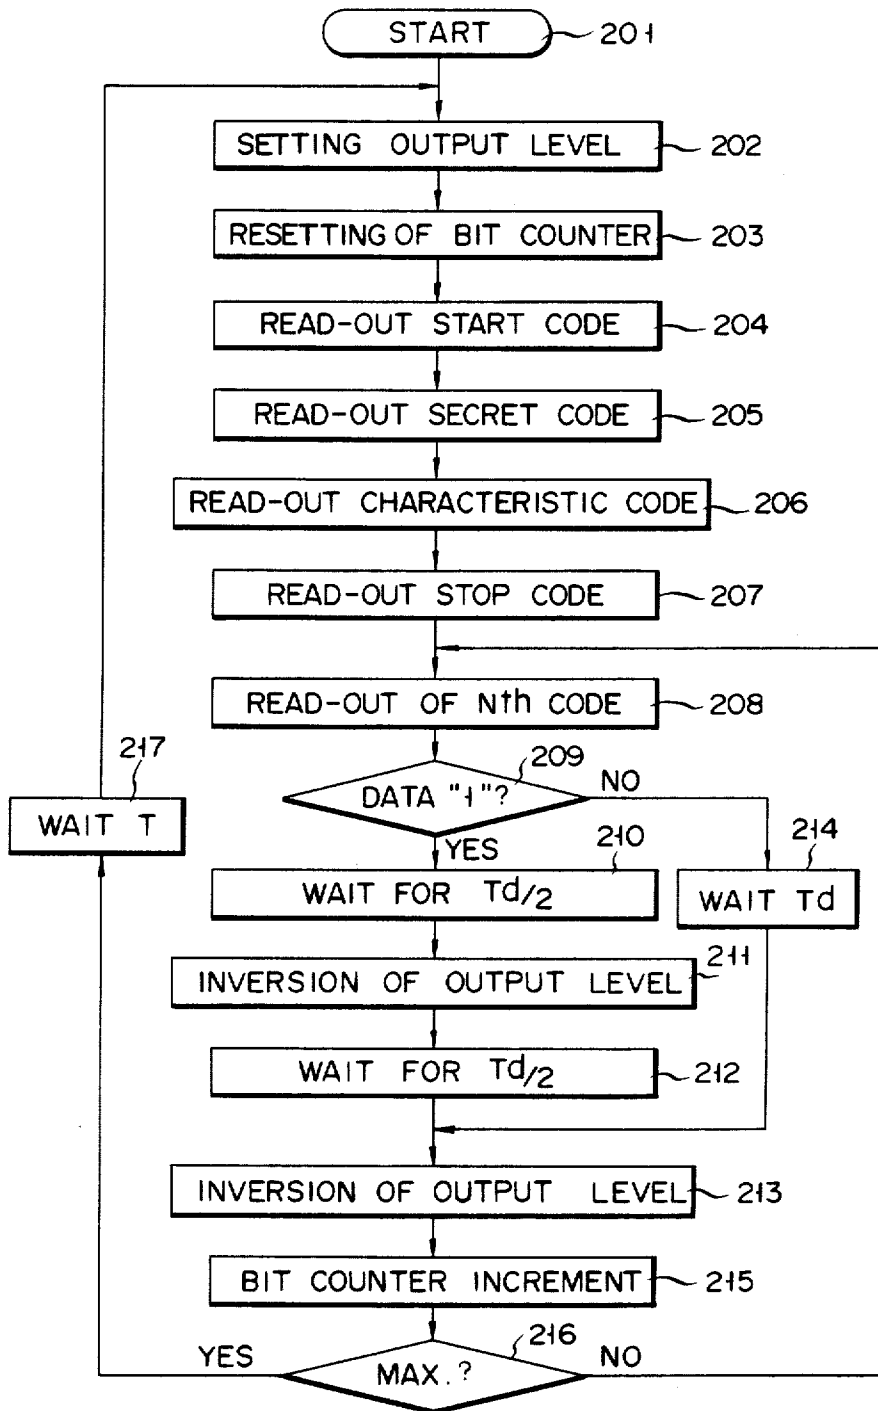 START 201
SETTING OUTPUT LEVEL 202
RESETTING OF BIT COUNTER 203
READ-OUT START CODE 204
READ-OUT SECRET CODE 205
READ-OUT CHARACTERISTIC CODE 206
READ-OUT STOP CODE 207
READ-OUT OF Nth CODE 208
217
WAIT T
209
DATA "1"?
NO
YES
210
WAIT FOR Td/2
214
WAIT Td
211
INVERSION OF OUTPUT LEVEL
WAIT FOR Td/2 212
INVERSION OF OUTPUT LEVEL 213
BIT COUNTER INCREMENT 215
216
YES
MAX.?
NO